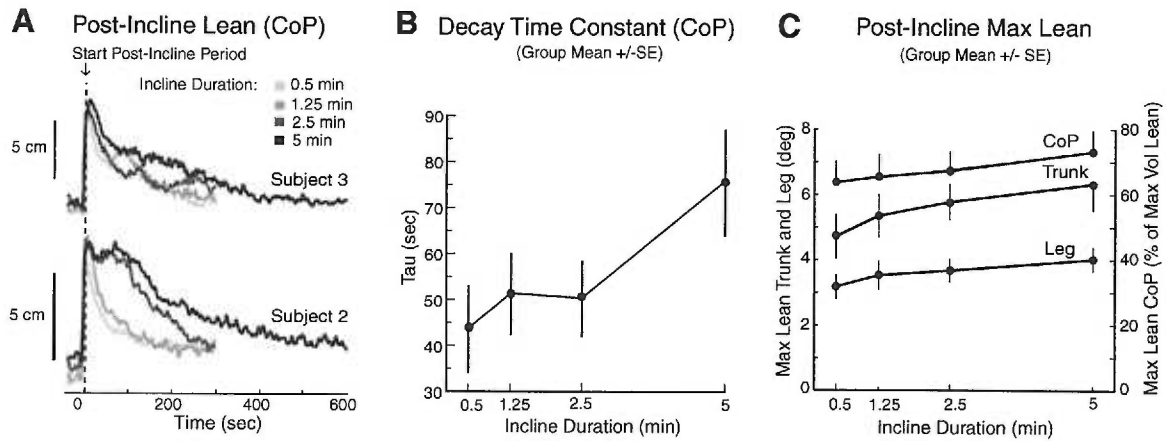 A Post-Incline Lean (CoP)
Start Post-Incline Period
Incline Duration:
0.5 min
1.25 min
2.5 min
5 min
5 cm
Subject 3
5 cm
Subject 2
0 200 400 600
Time (sec)
B Decay Time Constant (CoP)
(Group Mean +/-SE)
Tau (sec)
90
80
70
60
50
40
30
0.5 1.25 2.5 5
Incline Duration (min)
C Post-Incline Max Lean
(Group Mean +/- SE)
Max Lean Trunk and Leg (deg)
8
6
4
2
0
CoP
Trunk
Leg
80
60
40
20
0
Max Lean CoP (% of Max Vol Lean)
0.5 1.25 2.5 5
Incline Duration (min)